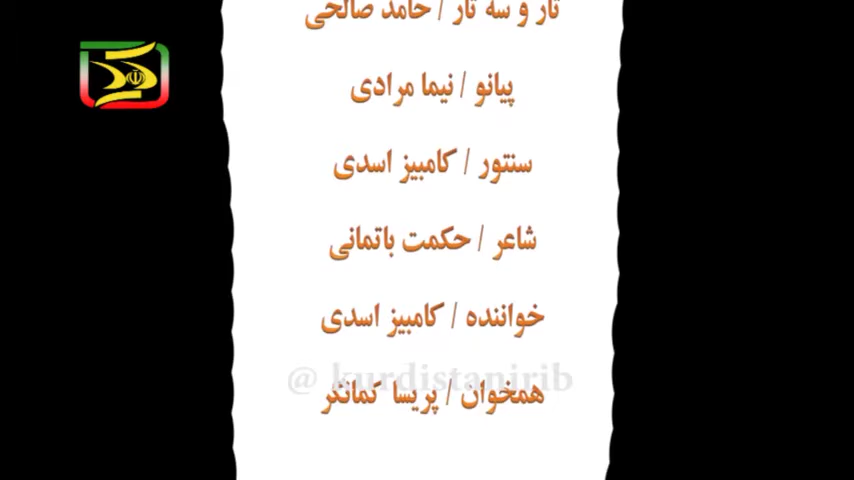 تار و سه تار / حامد صالحی
پیانو / نیما مرادی
سنتور / کامبیز اسدی
شاعر / حکمت باتمانی
خواننده / کامبیز اسدی
@ kurdistanirib
همخوان / پریسا کمانگر